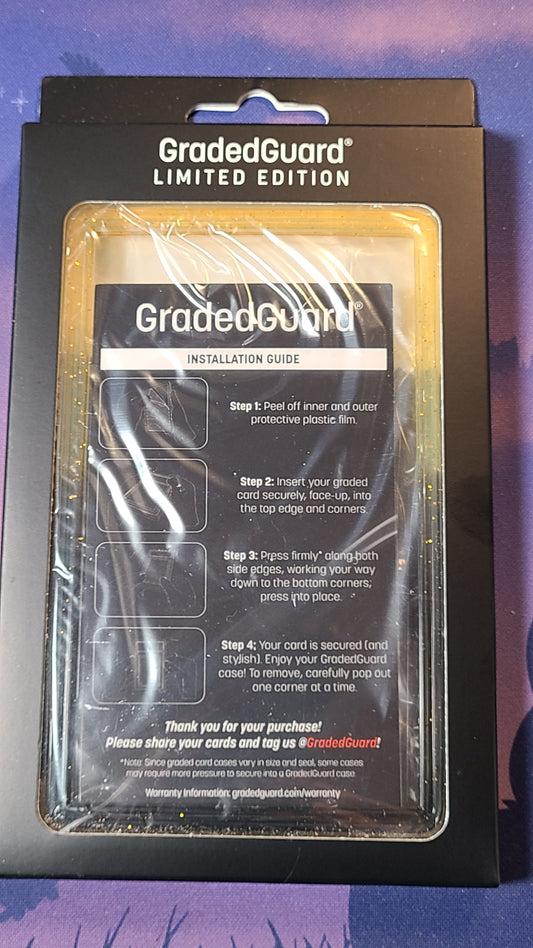 GradedGuard®
LIMITED EDITION
GradedGuard®
INSTALLATION GUIDE
Step 1: Peel off inner and outer
protective plastic film.
Step 2: Insert your graded
card securely, face-up, into
the top edge and corners.
Step 3: Press firmly* along both
side edges, working your way
down to the bottom corners;
press into place.
Step 4: Your card is secured (and
stylish). Enjoy your GradedGuard
case! To remove, carefully pop out
one corner at a time.
Thank you for your purchase!
Please share your cards and tag us @GradedGuard!
*Note: Since graded card cases vary in size and seal, some cases
may require more pressure to secure into a GradedGuard case.
Warranty Information: gradedguard.com/warranty